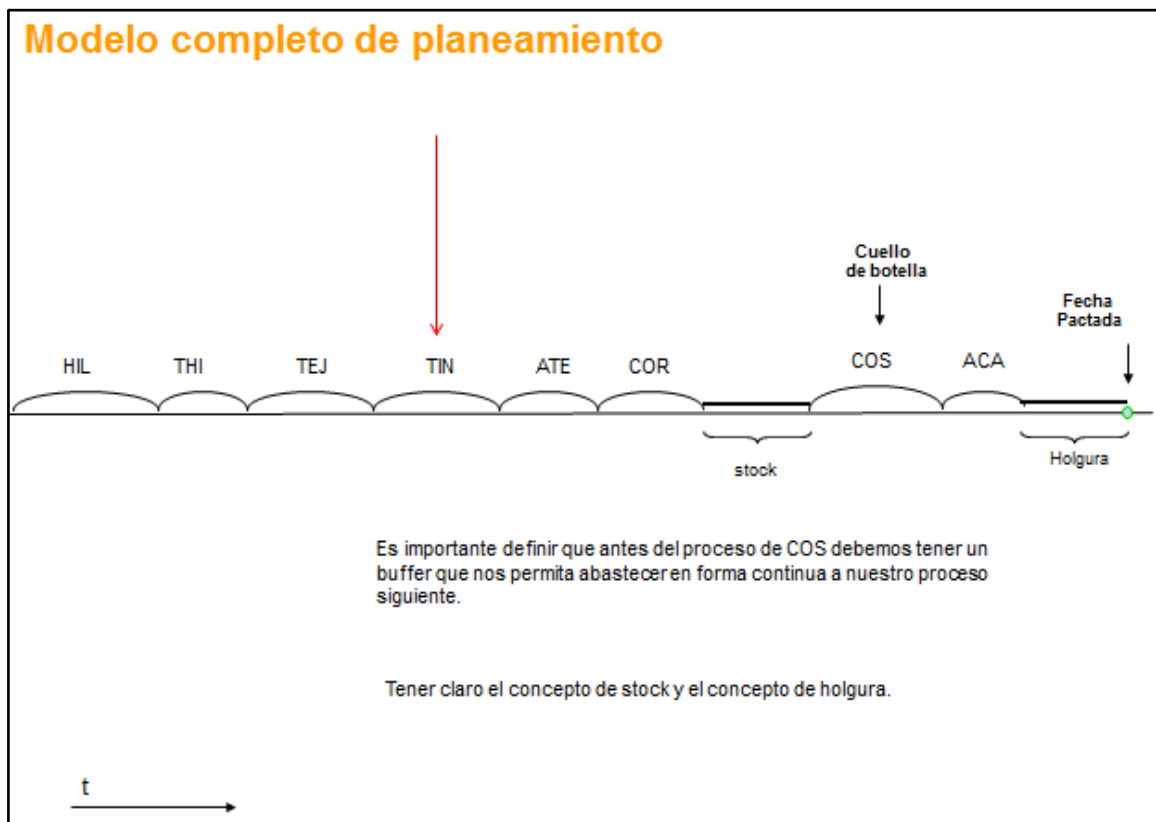 Modelo completo de planeamiento
Cuello
de botella
Fecha
Pactada
HIL THI TEJ TIN ATE COR COS ACA
stock
Holgura
Es importante definir que antes del proceso de COS debemos tener un
buffer que nos permita abastecer en forma continua a nuestro proceso
siguiente.
Tener claro el concepto de stock y el concepto de holgura.
t